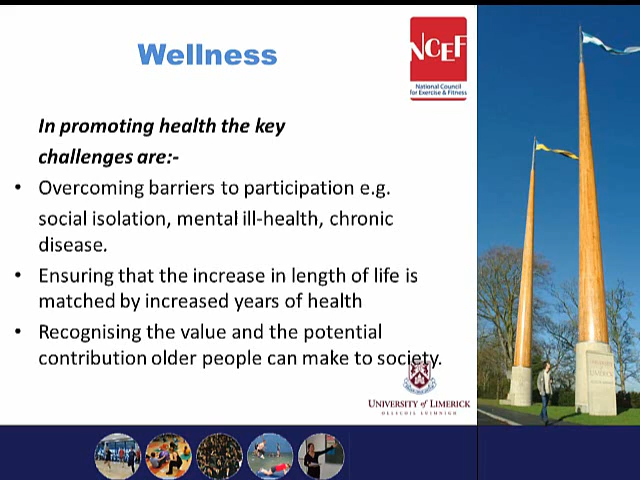 Wellness
NCEF
National Council
for Exercise & Fitness
In promoting health the key
challenges are:-
• Overcoming barriers to participation e.g.
social isolation, mental ill-health, chronic
disease.
• Ensuring that the increase in length of life is
matched by increased years of health
• Recognising the value and the potential
contribution older people can make to society.
UNIVERSITY of LIMERICK
OLLSCOIL LUIMNIGH
LIMERICK